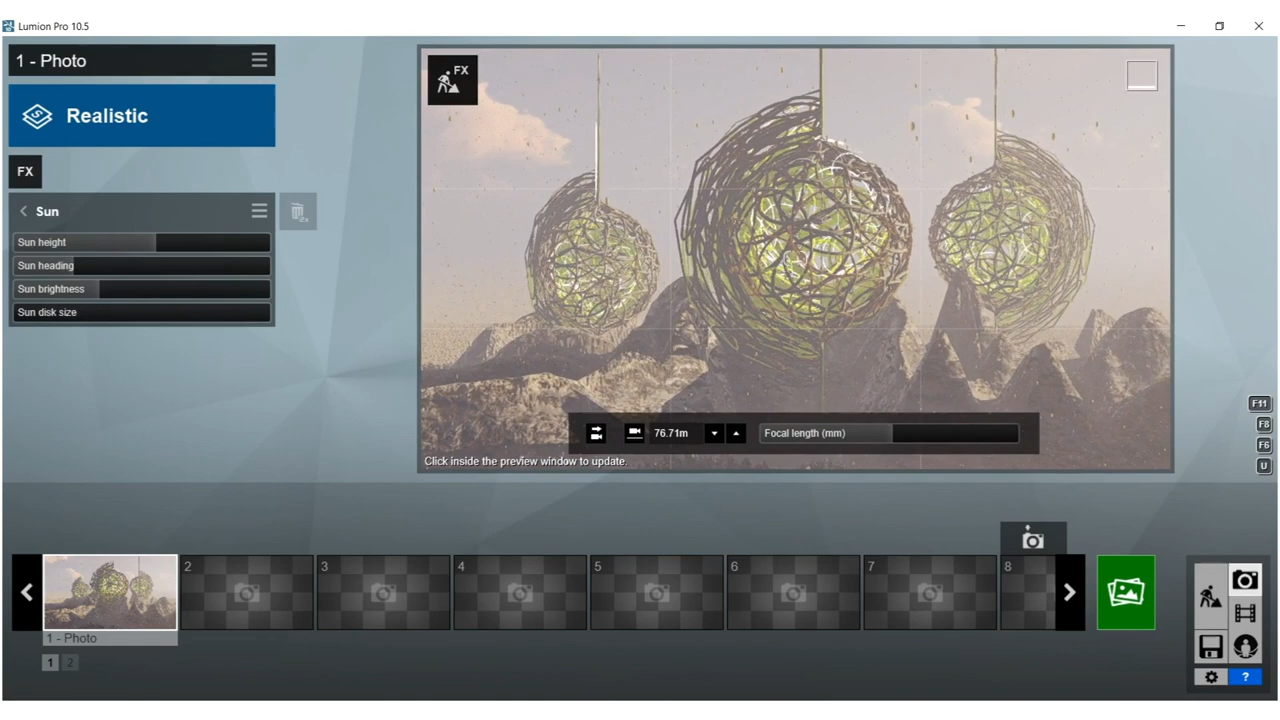 Lumion Pro 10.5
1 - Photo
Realistic
FX
Sun
Sun height
Sun heading
Sun brightness
Sun disk size
FX
76.71m
Focal length (mm)
Click inside the preview window to update.
F11
F8
F6
U
2
3
4
5
6
7
8
1 - Photo
1
2
?